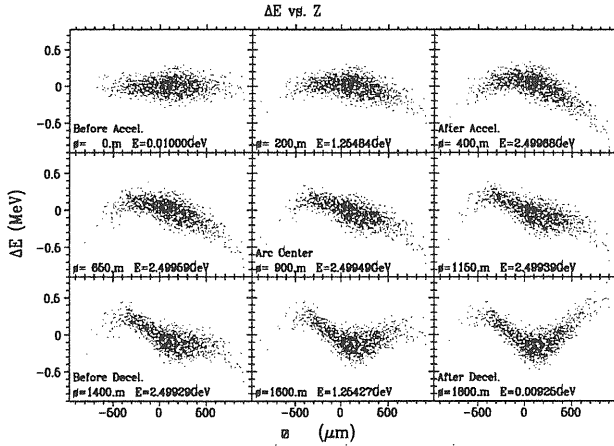 ΔE vs. Z
0.5
0
-0.5
Before Accel.
ø= 0.m E=0.01000GeV
ø= 200.m E=1.25484GeV
After Accel.
ø= 400.m E=2.49968GeV
ΔE (MeV)
0.5
0
-0.5
ø= 650.m E=2.49959GeV
Arc Center
ø= 900.m E=2.49949GeV
ø=1150.m E=2.49939GeV
0.5
0
-0.5
Before Decel.
ø=1400.m E=2.49929GeV
ø=1600.m E=1.25427GeV
After Decel.
ø=1800.m E=0.00925GeV
-500 0 500 -500 0 500 -500 0 500
z (μm)